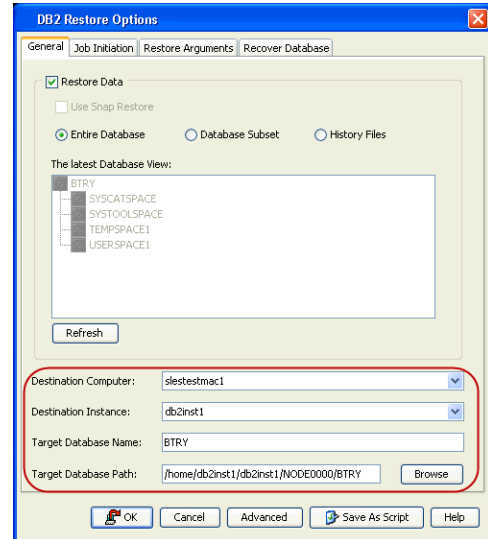 DB2 Restore Options
General Job Initiation Restore Arguments Recover Database
Restore Data
Use Snap Restore
Entire Database Database Subset History Files
The latest Database View:
BTRY
SYSCATSPACE
SYSTOOLSPACE
TEMPSPACE1
USERSPACE1
Refresh
Destination Computer: slestestmac1
Destination Instance: db2inst1
Target Database Name: BTRY
Target Database Path: /home/db2inst1/db2inst1/NODE0000/BTRY Browse
OK Cancel Advanced Save As Script Help